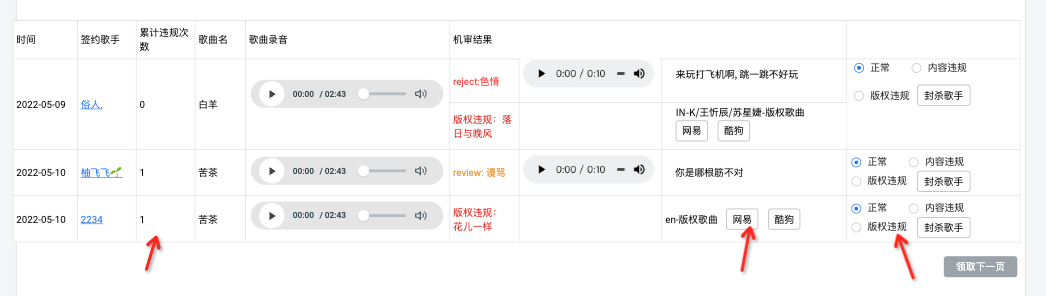 时间 签约歌手 累计违规次数 歌曲名 歌曲录音 机审结果
2022-05-09 俗人. 0 白羊 00:00 / 02:43
reject:色情 0:00 / 0:10 来玩打飞机啊, 跳一跳不好玩
版权违规：落日与晚风 IN-K/王忻辰/苏星婕-版权歌曲
网易 酷狗
正常 内容违规
版权违规 封杀歌手
2022-05-10 柚飞飞🌱 1 苦茶 00:00 / 02:43 review: 谩骂 0:00 / 0:10 你是哪根筋不对
正常 内容违规
版权违规 封杀歌手
2022-05-10 2234 1 苦茶 00:00 / 02:43 版权违规：花儿一样 en-版权歌曲 网易 酷狗
正常 内容违规
版权违规 封杀歌手
领取下一页